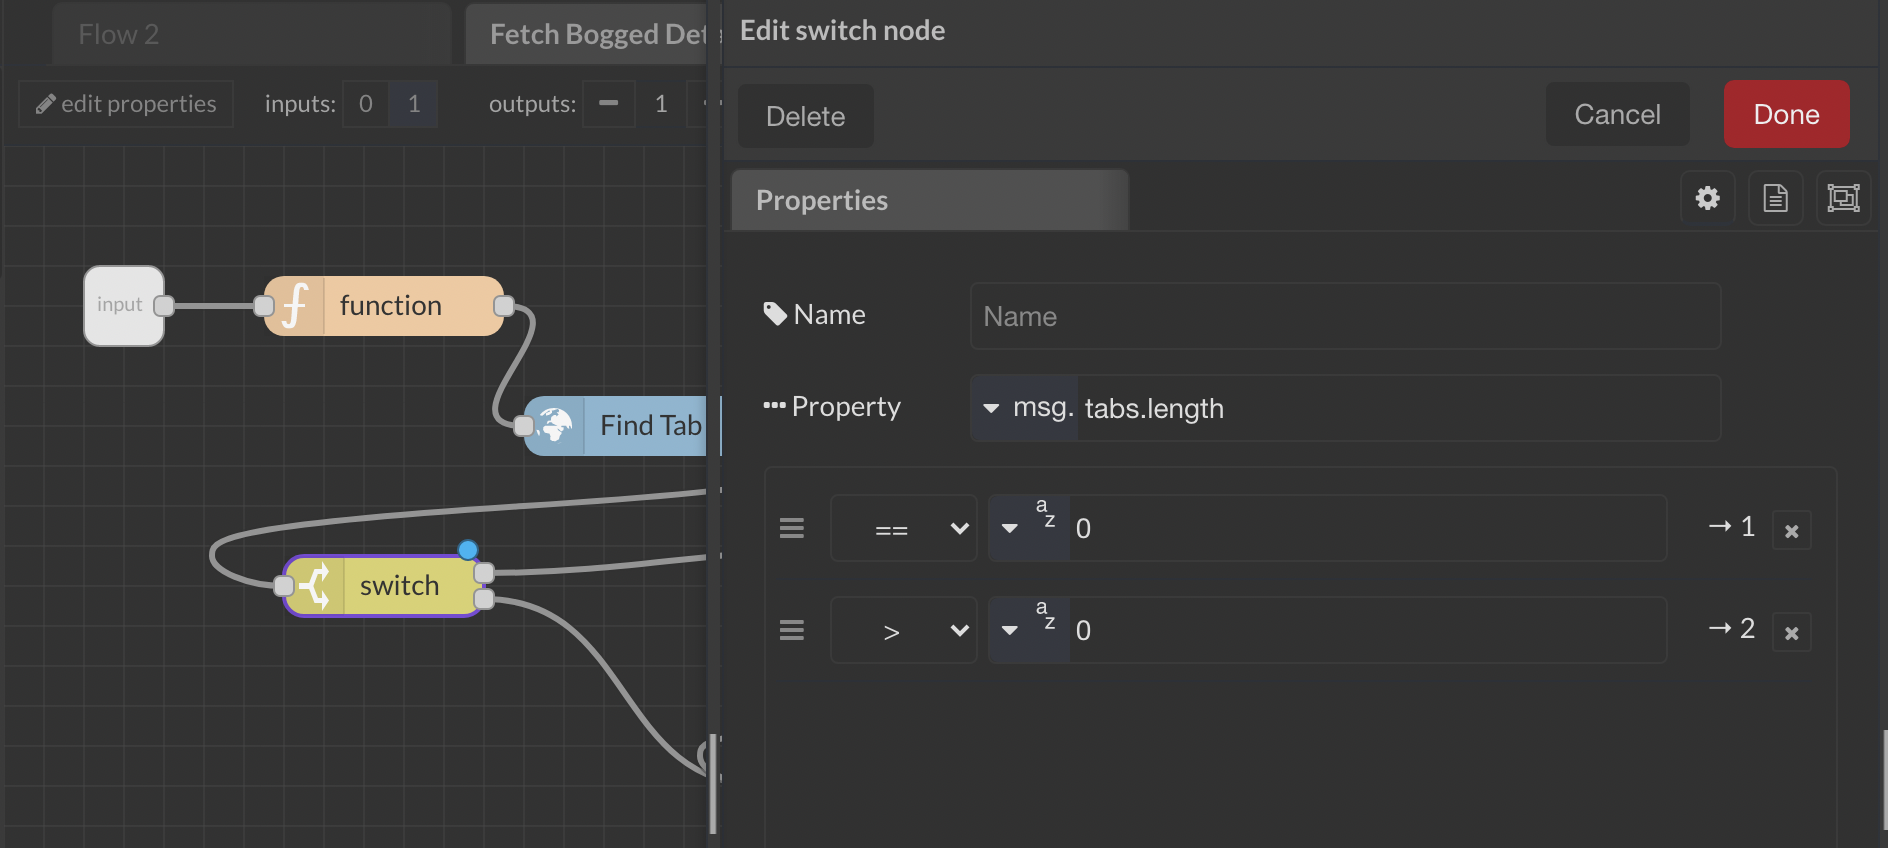 Flow 2
Fetch Bogged Det
edit properties
inputs: 0 1
outputs: 1
input
function
Find Tab
switch
Edit switch node
Delete
Cancel
Done
Properties
Name
Name
Property
msg. tabs.length
== a z 0 → 1
> a z 0 → 2